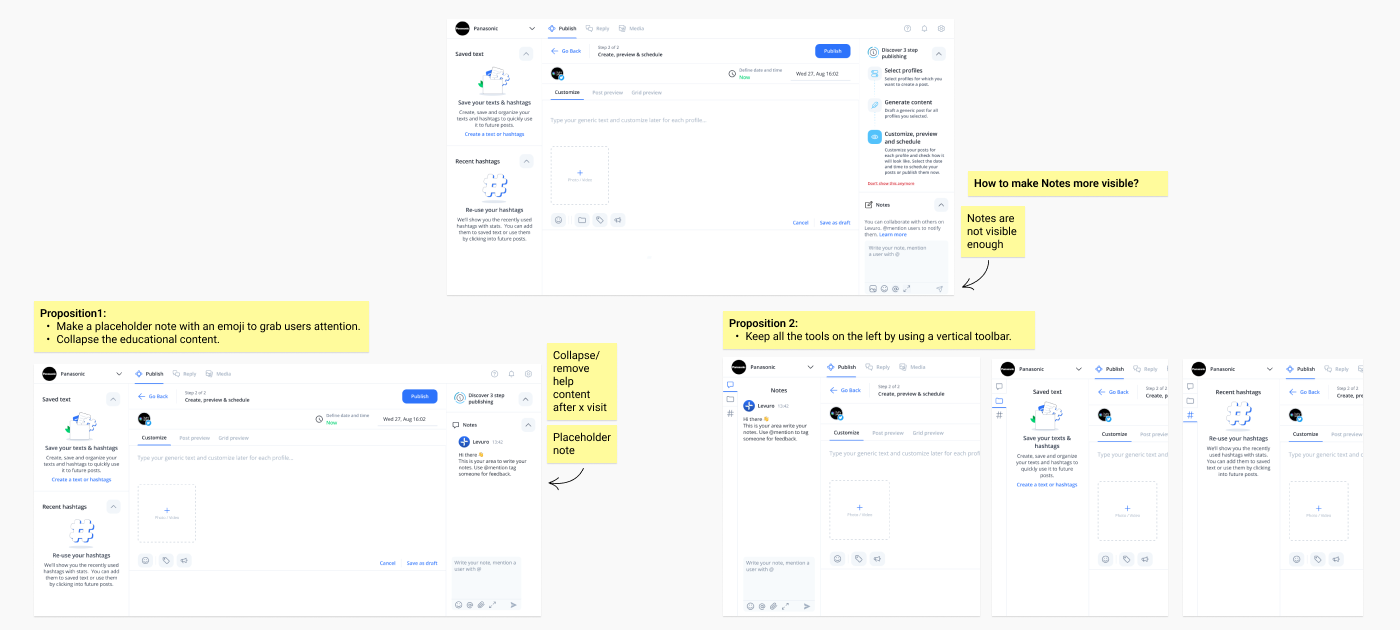 Panasonic
Publish
Reply
Media
Saved text
Save your texts & hashtags
Create, save and organize your
texts and hashtags to quickly use
it to future posts.
Create a text or hashtags
Recent hashtags
Re-use your hashtags
We'll show you the recently used
hashtags with stats. You can add
them to saved text or use them
by clicking into future posts.
Go Back
Step 2 of 2
Create, preview & schedule
Publish
Define date and time
Now
Wed 27, Aug 16:02
Customize
Post preview
Grid preview
Type your generic text and customize later for each profile...
Photo / Video
Cancel
Save as draft
Discover 3 step
publishing
Select profiles
Select profiles for which you
want to create a post.
Generate content
Draft a generic post for all
profiles you selected.
Customize, preview
and schedule
Customize your posts for
each profile and check how it
will look like. Select the date
and time to schedule your
posts or publish them now.
Don't show this anymore
Notes
You can collaborate with others on
Levuro. @mention users to notify
them. Learn more
Write your note, mention
a user with @
How to make Notes more visible?
Notes are
not visible
enough
Proposition1:
• Make a placeholder note with an emoji to grab users attention.
• Collapse the educational content.
Panasonic
Publish
Reply
Media
Saved text
Save your texts & hashtags
Create, save and organize your
texts and hashtags to quickly use
it to future posts.
Create a text or hashtags
Recent hashtags
Re-use your hashtags
We'll show you the recently used
hashtags with stats. You can add
them to saved text or use them
by clicking into future posts.
Go Back
Step 2 of 2
Create, preview & schedule
Publish
Define date and time
Now
Wed 27, Aug 16:02
Customize
Post preview
Grid preview
Type your generic text and customize later for each profile...
Photo / Video
Cancel
Save as draft
Discover 3 step
publishing
Notes
Levuro 13:42
Hi there 👋
This is your area to write your
notes. Use @mention tag
someone for feedback.
Write your note, mention a
user with @
Collapse/
remove
help
content
after x visit
Placeholder
note
Proposition 2:
• Keep all the tools on the left by using a vertical toolbar.
Panasonic
Publish
Reply
Media
Notes
Levuro 13:42
Hi there 👋
This is your area write your
notes. Use @mention to tag
someone for feedback.
Write your note, mention a
user with @
Go Back
Step 2 of 2
Create, preview & schedule
Customize
Post preview
Grid preview
Type your generic text and customize later for each prof
Photo / Video
Panasonic
Publish
Reply
Saved text
Save your texts &
hashtags
Create, save and organize
your texts and hashtags to
quickly use it to future
posts.
Create a text or hashtags
Go Back
Step 2 of 2
Create, p
Customize
Post preview
Type your generic text and
Photo / Video
Panasonic
Publish
Reply
Recent hashtags
Re-use your hashtags
We'll show you the recently
used hashtags with stats.
You can add them to saved
text or use them by clicking
into future posts.
Go Back
Step 2 of 2
Create, pre
Customize
Post preview
Type your generic text and c
Photo / Video